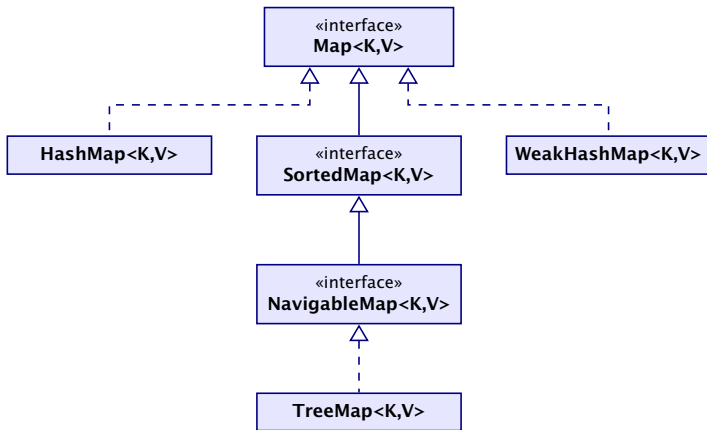 «interface»
Map<K,V>
HashMap<K,V>
«interface»
SortedMap<K,V>
WeakHashMap<K,V>
«interface»
NavigableMap<K,V>
TreeMap<K,V>